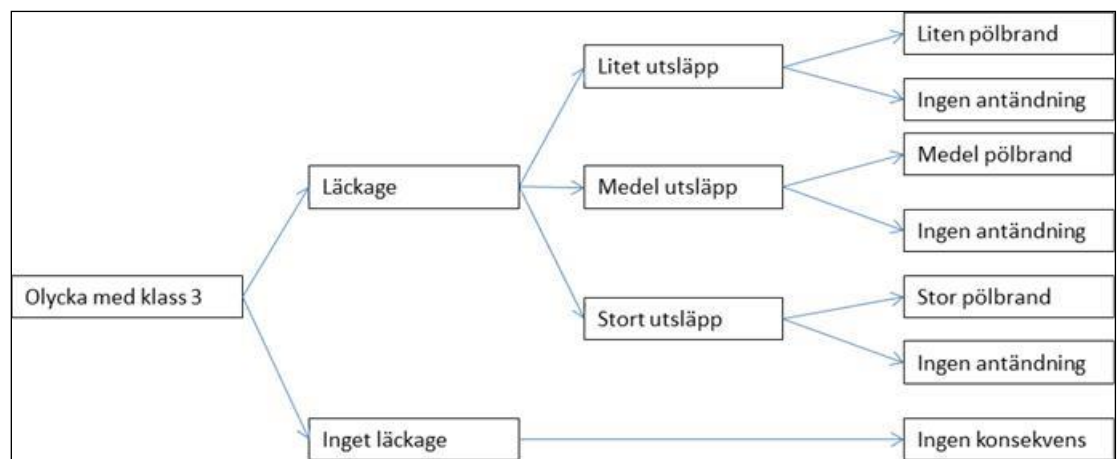 Olycka med klass 3
Läckage
Inget läckage
Litet utsläpp
Medel utsläpp
Stort utsläpp
Liten pölbrand
Ingen antändning
Medel pölbrand
Ingen antändning
Stor pölbrand
Ingen antändning
Ingen konsekvens